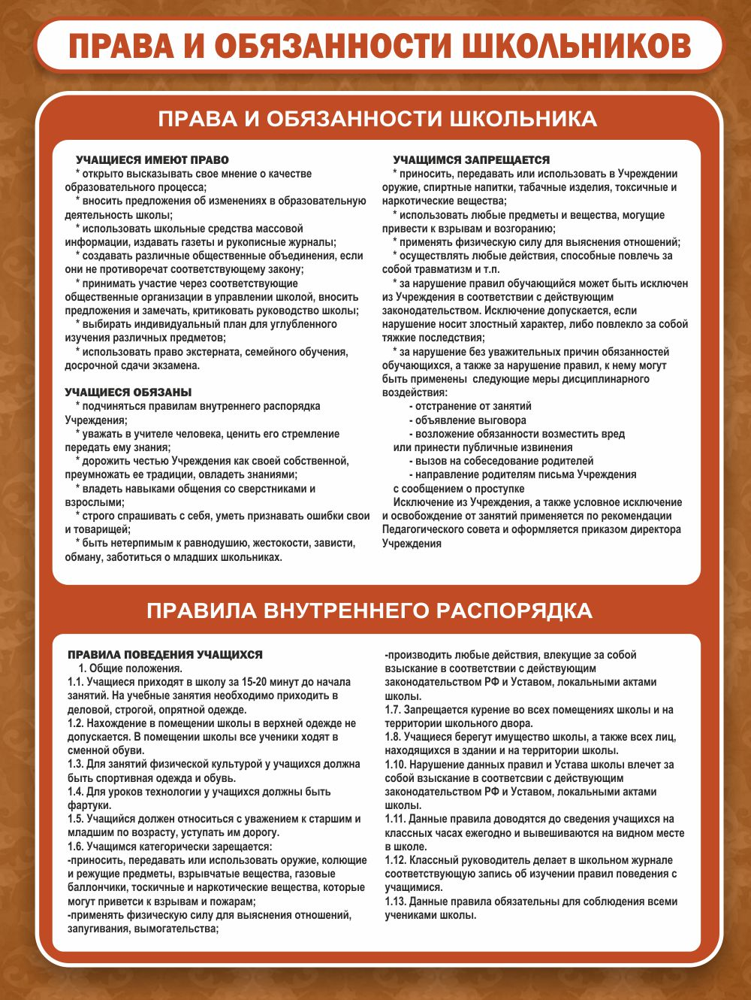 ПРАВА И ОБЯЗАННОСТИ ШКОЛЬНИКОВ
ПРАВА И ОБЯЗАННОСТИ ШКОЛЬНИКА
УЧАЩИЕСЯ ИМЕЮТ ПРАВО
* открыто высказывать свое мнение о качестве
образовательного процесса;
* вносить предложения об изменениях в образовательную
деятельность школы;
* использовать школьные средства массовой
информации, издавать газеты и рукописные журналы;
* создавать различные общественные объединения, если
они не противоречат соответствующему закону;
* принимать участие через соответствующие
общественные организации в управлении школой, вносить
предложения и замечать, критиковать руководство школы;
* выбирать индивидуальный план для углубленного
изучения различных предметов;
* использовать право экстерната, семейного обучения,
досрочной сдачи экзамена.
УЧАЩИЕСЯ ОБЯЗАНЫ
* подчиняться правилам внутреннего распорядка
Учреждения;
* уважать в учителе человека, ценить его стремление
передать ему знания;
* дорожить честью Учреждения как своей собственной,
преумножать ее традиции, овладеть знаниями;
* владеть навыками общения со сверстниками и
взрослыми;
* строго спрашивать с себя, уметь признавать ошибки свои
и товарищей;
* быть нетерпимым к равнодушию, жестокости, зависти,
обману, заботиться о младших школьниках.
УЧАЩИМСЯ ЗАПРЕЩАЕТСЯ
* приносить, передавать или использовать в Учреждении
оружие, спиртные напитки, табачные изделия, токсичные и
наркотические вещества;
* использовать любые предметы и вещества, могущие
привести к взрывам и возгоранию;
* применять физическую силу для выяснения отношений;
* осуществлять любые действия, способные повлечь за
собой травматизм и т.п.
* за нарушение правил обучающийся может быть исключен
из Учреждения в соответствии с действующим
законодательством. Исключение допускается, если
нарушение носит злостный характер, либо повлекло за собой
тяжкие последствия;
* за нарушение без уважительных причин обязанностей
обучающихся, а также за нарушение правил, к нему могут
быть применены следующие меры дисциплинарного
воздействия:
- отстранение от занятий
- объявление выговора
- возложение обязанности возместить вред
или принести публичные извинения
- вызов на собеседование родителей
- направление родителям письма Учреждения
с сообщением о проступке
Исключение из Учреждения, а также условное исключение
и освобождение от занятий применяется по рекомендации
Педагогического совета и оформляется приказом директора
Учреждения
ПРАВИЛА ВНУТРЕННЕГО РАСПОРЯДКА
ПРАВИЛА ПОВЕДЕНИЯ УЧАЩИХСЯ
1. Общие положения.
1.1. Учащиеся приходят в школу за 15-20 минут до начала
занятий. На учебные занятия необходимо приходить в
деловой, строгой, опрятной одежде.
1.2. Нахождение в помещении школы в верхней одежде не
допускается. В помещении школы все ученики ходят в
сменной обуви.
1.3. Для занятий физической культурой у учащихся должна
быть спортивная одежда и обувь.
1.4. Для уроков технологии у учащихся должны быть
фартуки.
1.5. Учащийся должен относиться с уважением к старшим и
младшим по возрасту, уступать им дорогу.
1.6. Учащимся категорически зарещается:
-приносить, передавать или использовать оружие, колющие
и режущие предметы, взрывчатые вещества, газовые
баллончики, тоскичные и наркотические вещества, которые
могут приветси к взрывам и пожарам;
-применять физическую силу для выяснения отношений,
запугивания, вымогательства;
-производить любые действия, влекущие за собой
взыскание в соответствии с действующим
законодательством РФ и Уставом, локальными актами
школы.
1.7. Запрещается курение во всех помещениях школы и на
территории школьного двора.
1.8. Учащиеся берегут имущество школы, а также всех лиц,
находящихся в здании и на территории школы.
1.10. Нарушение данных правил и Устава школы влечет за
собой взыскание в соответсвии с действующим
законодательством РФ и Уставом, локальными актами
школы.
1.11. Данные правила доводятся до сведения учащихся на
классных часах ежегодно и вывешиваются на видном месте
в школе.
1.12. Классный руководитель делает в школьном журнале
соответствующую запись об изучении правил поведения с
учащимися.
1.13. Данные правила обязательны для соблюдения всеми
учениками школы.